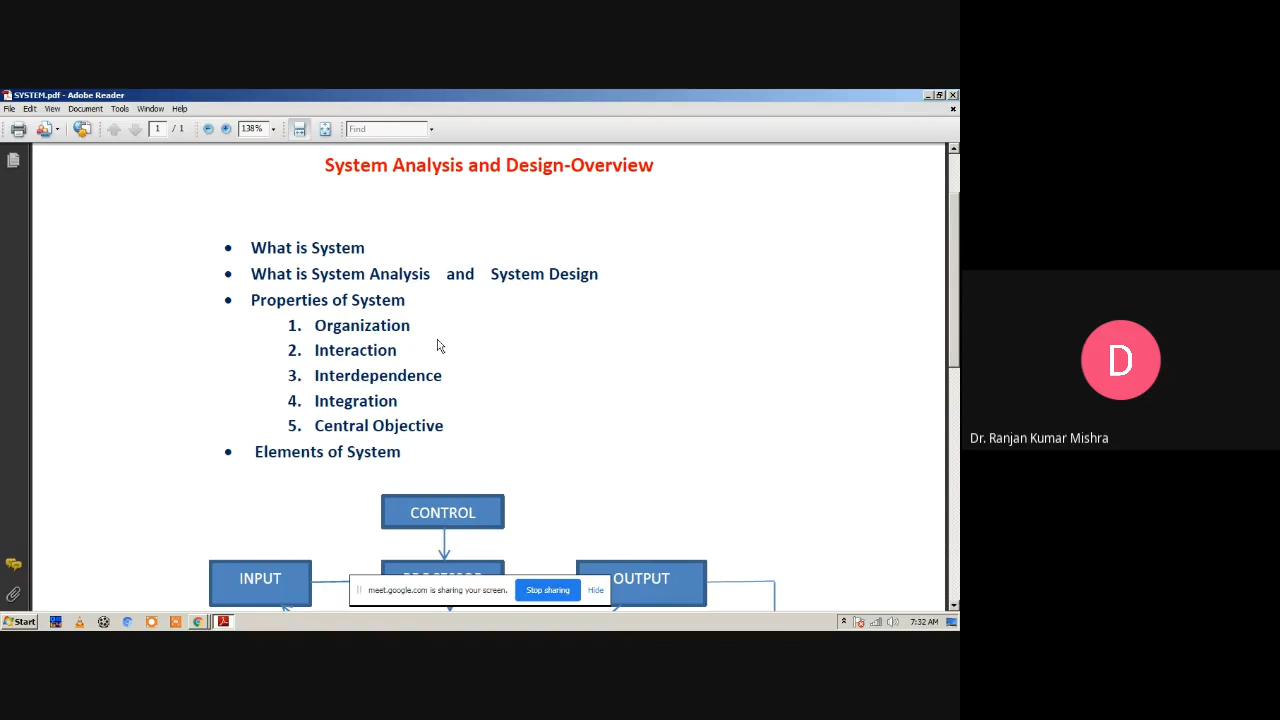 SYSTEM.pdf - Adobe Reader
File Edit View Document Tools Window Help
1 / 1 138% Find
System Analysis and Design-Overview
• What is System
• What is System Analysis and System Design
• Properties of System
1. Organization
2. Interaction
3. Interdependence
4. Integration
5. Central Objective
• Elements of System
CONTROL
INPUT OUTPUT
meet.google.com is sharing your screen. Stop sharing Hide
Start 7:32 AM
D
Dr. Ranjan Kumar Mishra